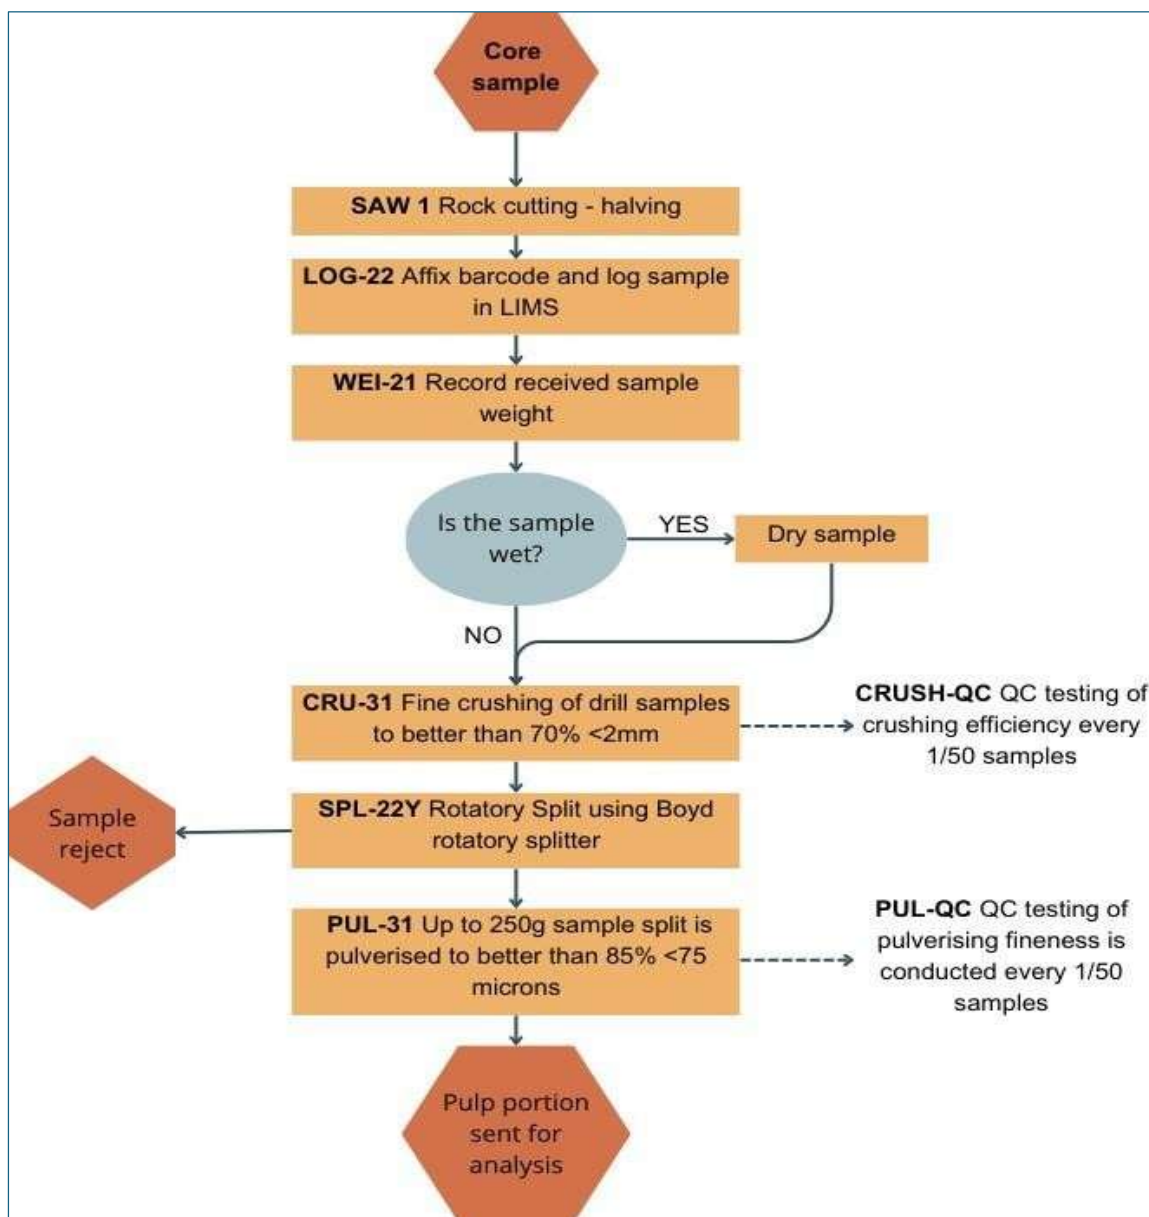 Core
sample
SAW 1 Rock cutting - halving
LOG-22 Affix barcode and log sample
in LIMS
WEI-21 Record received sample
weight
Is the sample
wet?
YES
Dry sample
NO
CRU-31 Fine crushing of drill samples
to better than 70% <2mm
CRUSH-QC QC testing of
crushing efficiency every
1/50 samples
SPL-22Y Rotatory Split using Boyd
rotatory splitter
Sample
reject
PUL-31 Up to 250g sample split is
pulverised to better than 85% <75
microns
PUL-QC QC testing of
pulverising fineness is
conducted every 1/50
samples
Pulp portion
sent for
analysis